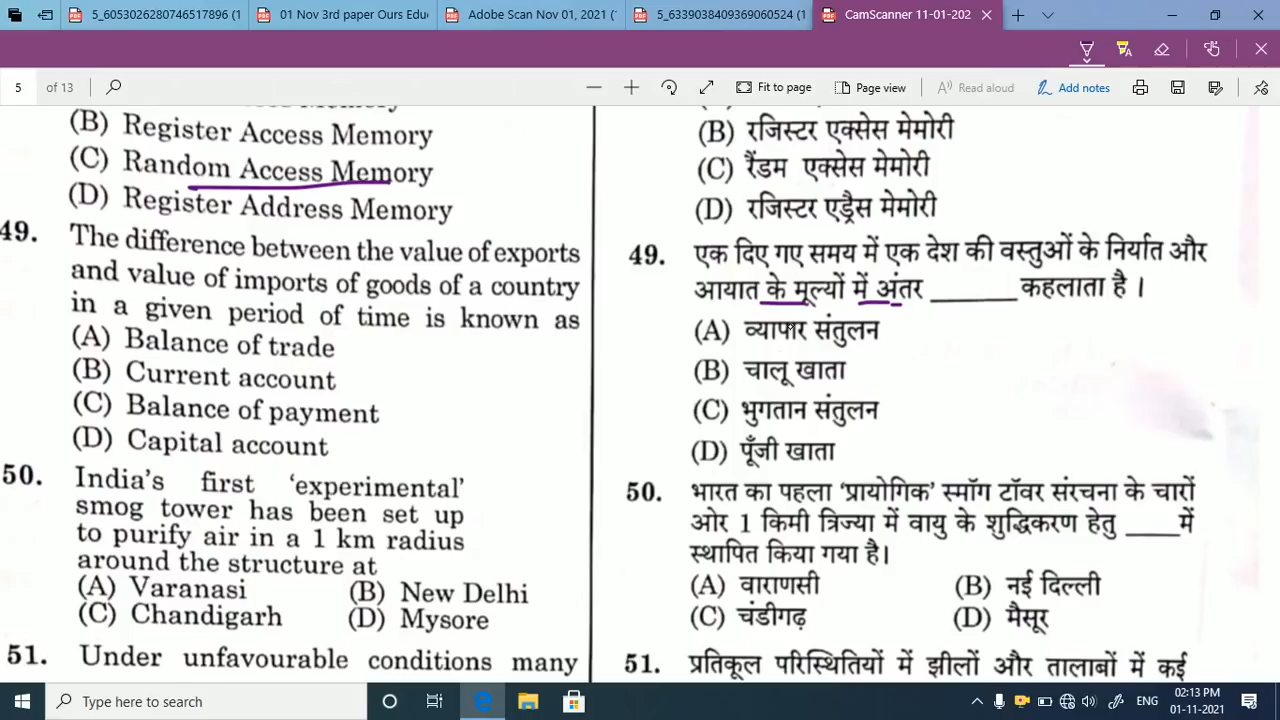 5_6053026280746517896 (1
01 Nov 3rd paper Ours Edu
Adobe Scan Nov 01, 2021 (
5_6339038409369060524 (1
CamScanner 11-01-202
5 of 13
Fit to page
Page view
Read aloud
Add notes
(B) Register Access Memory
(C) Random Access Memory
(D) Register Address Memory
49. The difference between the value of exports
and value of imports of goods of a country
in a given period of time is known as
(A) Balance of trade
(B) Current account
(C) Balance of payment
(D) Capital account
50. India's first 'experimental'
smog tower has been set up
to purify air in a 1 km radius
around the structure at
(A) Varanasi (B) New Delhi
(C) Chandigarh (D) Mysore
51. Under unfavourable conditions many
(B) रजिस्टर एक्सेस मेमोरी
(C) रैंडम एक्सेस मेमोरी
(D) रजिस्टर एड्रैस मेमोरी
49. एक दिए गए समय में एक देश की वस्तुओं के निर्यात और
आयात के मूल्यों में अंतर ______ कहलाता है ।
(A) व्यापार संतुलन
(B) चालू खाता
(C) भुगतान संतुलन
(D) पूँजी खाता
50. भारत का पहला 'प्रायोगिक' स्मॉग टॉवर संरचना के चारों
ओर 1 किमी त्रिज्या में वायु के शुद्धिकरण हेतु ____में
स्थापित किया गया है।
(A) वाराणसी (B) नई दिल्ली
(C) चंडीगढ़ (D) मैसूर
51. प्रतिकूल परिस्थितियों में झीलों और तालाबों में कई
Type here to search
ENG
02:13 PM
01-11-2021